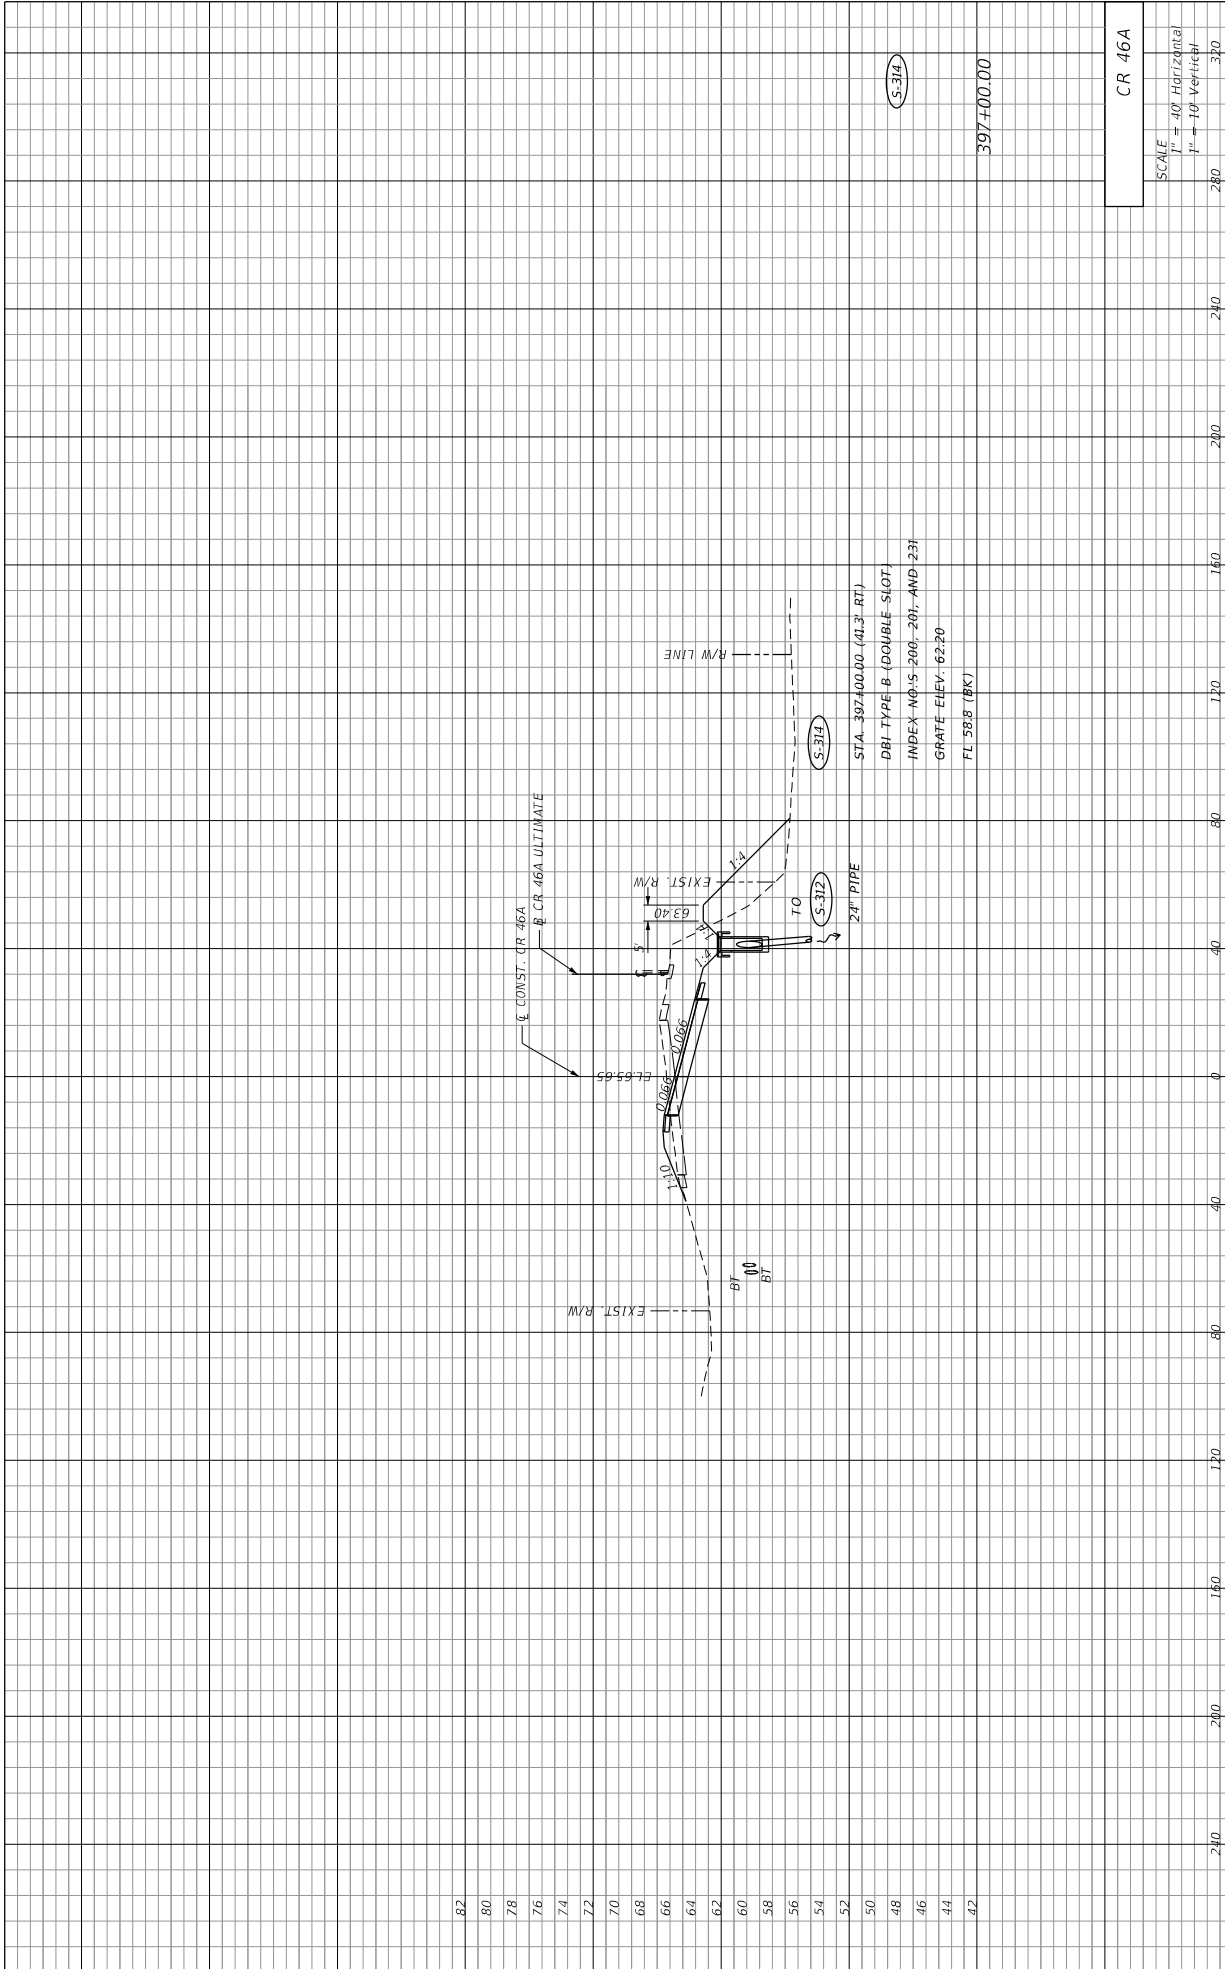 S-314
397+00.00
CR 46A
SCALE
1" = 40' Horizontal
1" = 10' Vertical
℄ CONST. CR 46A
B CR 46A ULTIMATE
EL.65.65
0.066
0.066
1:10
1:4
1:4
1:4
5'
63.40
EXIST. R/W
EXIST. R/W
R/W LINE
BT
BT
TO
S-312
24" PIPE
S-314
STA. 397+00.00 (41.3' RT)
DBI TYPE B (DOUBLE SLOT)
INDEX NO.'S 200, 201, AND 231
GRATE ELEV. 62.20
FL 58.8 (BK)
82
80
78
76
74
72
70
68
66
64
62
60
58
56
54
52
50
48
46
44
42
240
200
160
120
80
40
0
40
80
120
160
200
240
280
320